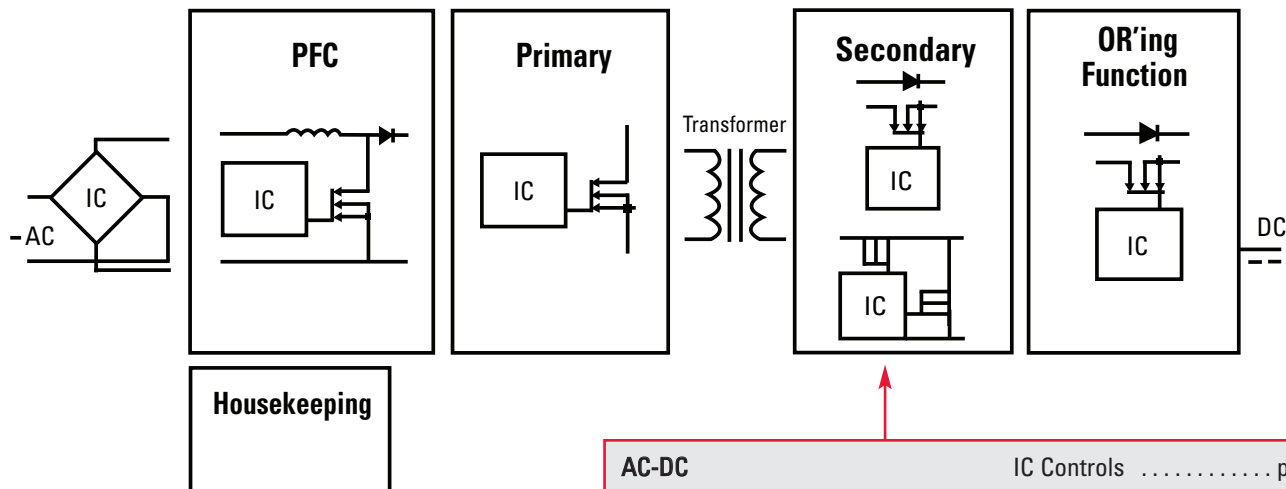 PFC
Primary
Secondary
OR'ing
Function
Transformer
IC
IC
IC
IC
IC
IC
-AC
DC
Housekeeping
AC-DC IC Controls ............ p